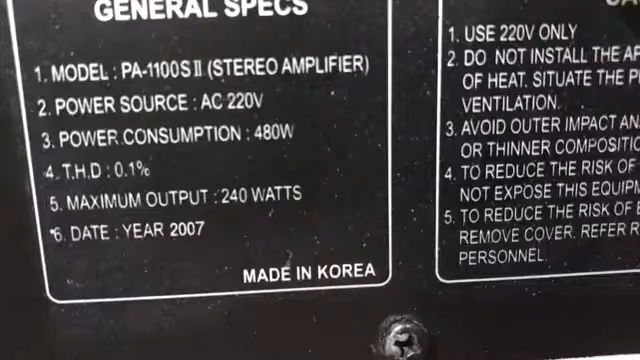 GENERAL SPECS
1. MODEL : PA-1100SⅡ (STEREO AMPLIFIER)
2. POWER SOURCE : AC 220V
3. POWER CONSUMPTION : 480W
4. T.H.D : 0.1%
5. MAXIMUM OUTPUT : 240 WATTS
6. DATE : YEAR 2007
MADE IN KOREA
1. USE 220V ONLY
2. DO NOT INSTALL THE
OF HEAT. SITUATE THE
VENTILATION.
3. AVOID OUTER IMPACT
OR THINNER
4. TO REDUCE THE RISK OF
NOT EXPOSE THIS
5. TO REDUCE THE RISK OF
REMOVE COVER. REFER
PERSONNEL.